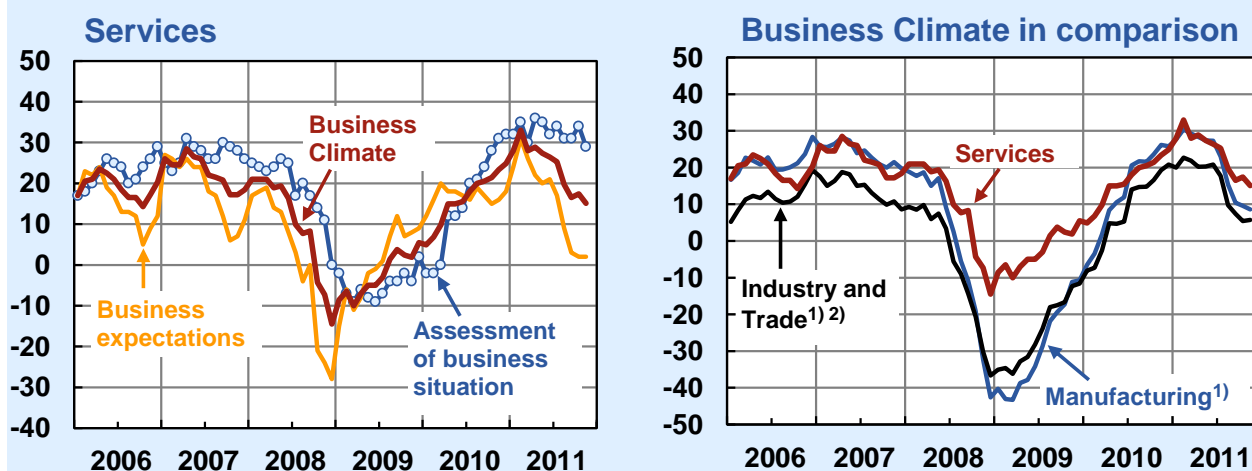 Services
50
40
30
20
10
0
-10
-20
-30
-40
Business
Climate
Business
expectations
Assessment
of business
situation
2006 2007 2008 2009 2010 2011
Business Climate in comparison
50
40
30
20
10
0
-10
-20
-30
-40
-50
Services
Industry and
Trade¹⁾ ²⁾
Manufacturing¹⁾
2006 2007 2008 2009 2010 2011